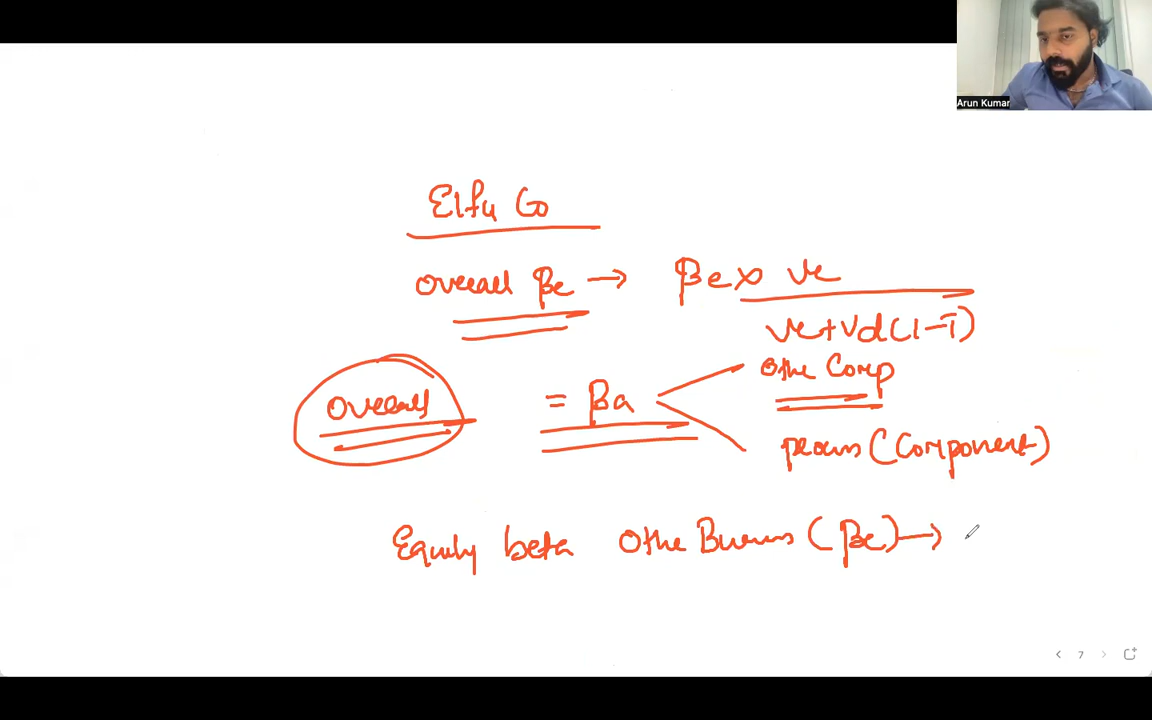 Arun Kumar
Elfu Co
overall βe → βe x Ve
Ve + Vd (1-T)
Othe Comp
overall = βa
(Component)
Equity beta Othe (βe) →
7